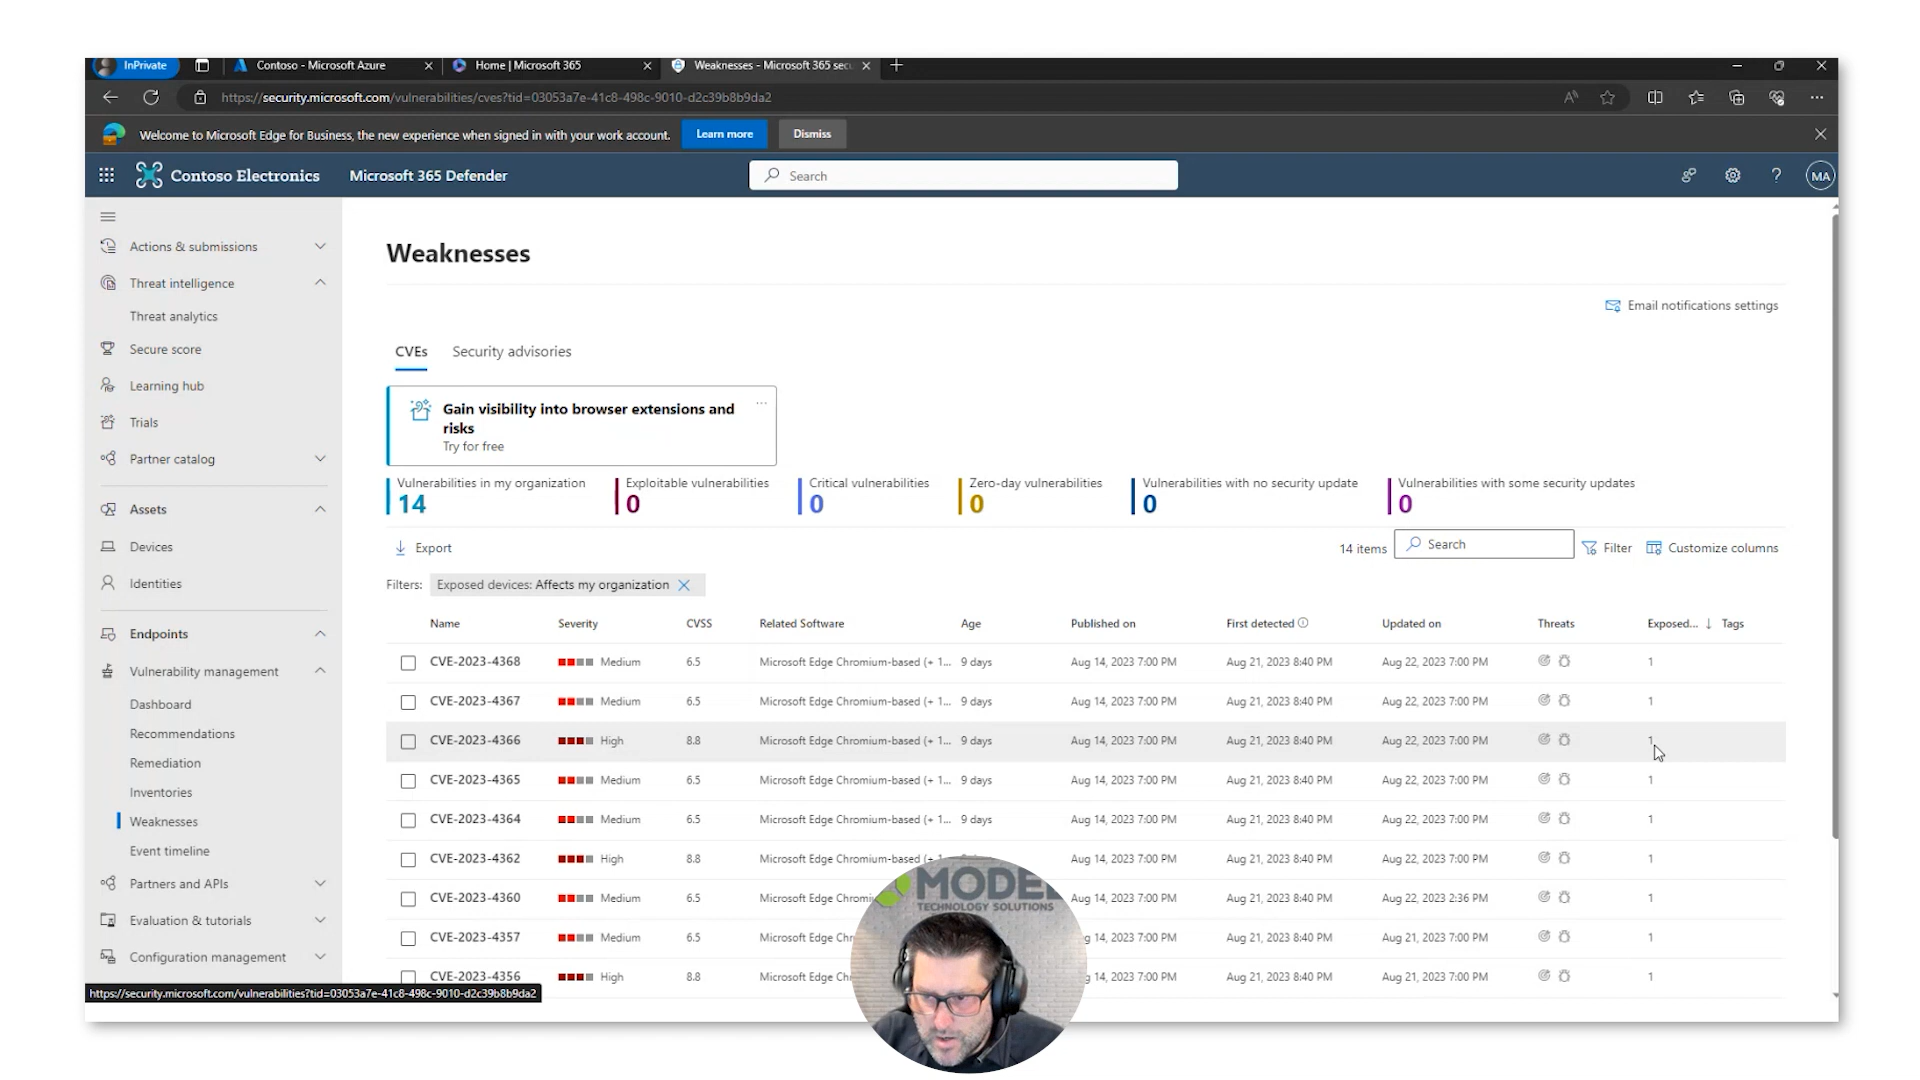 InPrivate
Contoso - Microsoft Azure
Home | Microsoft 365
Weaknesses - Microsoft 365 sec
https://security.microsoft.com/vulnerabilities/cves?tid=03053a7e-41c8-498c-9010-d2c39b8b9da2
Welcome to Microsoft Edge for Business, the new experience when signed in with your work account. Learn more Dismiss
Contoso Electronics Microsoft 365 Defender Search ? MA
Actions & submissions
Threat intelligence
Threat analytics
Secure score
Learning hub
Trials
Partner catalog
Assets
Devices
Identities
Endpoints
Vulnerability management
Dashboard
Recommendations
Remediation
Inventories
Weaknesses
Event timeline
Partners and APIs
Evaluation & tutorials
Configuration management
https://security.microsoft.com/vulnerabilities?tid=03053a7e-41c8-498c-9010-d2c39b8b9da2
Weaknesses
Email notifications settings
CVEs Security advisories
Gain visibility into browser extensions and
risks
Try for free
Vulnerabilities in my organization Exploitable vulnerabilities Critical vulnerabilities Zero-day vulnerabilities Vulnerabilities with no security update Vulnerabilities with some security updates
14 0 0 0 0 0
Export 14 items Search Filter Customize columns
Filters: Exposed devices: Affects my organization
Name Severity CVSS Related Software Age Published on First detected Updated on Threats Exposed... Tags
CVE-2023-4368 Medium 6.5 Microsoft Edge Chromium-based (+ 1... 9 days Aug 14, 2023 7:00 PM Aug 21, 2023 8:40 PM Aug 22, 2023 7:00 PM 1
CVE-2023-4367 Medium 6.5 Microsoft Edge Chromium-based (+ 1... 9 days Aug 14, 2023 7:00 PM Aug 21, 2023 8:40 PM Aug 22, 2023 7:00 PM 1
CVE-2023-4366 High 8.8 Microsoft Edge Chromium-based (+ 1... 9 days Aug 14, 2023 7:00 PM Aug 21, 2023 8:40 PM Aug 22, 2023 7:00 PM 1
CVE-2023-4365 Medium 6.5 Microsoft Edge Chromium-based (+ 1... 9 days Aug 14, 2023 7:00 PM Aug 21, 2023 8:40 PM Aug 22, 2023 7:00 PM 1
CVE-2023-4364 Medium 6.5 Microsoft Edge Chromium-based (+ 1... 9 days Aug 14, 2023 7:00 PM Aug 21, 2023 8:40 PM Aug 22, 2023 7:00 PM 1
CVE-2023-4362 High 8.8 Microsoft Edge Chromium-based (+ 1... Aug 14, 2023 7:00 PM Aug 21, 2023 8:40 PM Aug 22, 2023 7:00 PM 1
CVE-2023-4360 Medium 6.5 Microsoft Edge Chromi Aug 14, 2023 7:00 PM Aug 21, 2023 8:40 PM Aug 22, 2023 2:36 PM 1
CVE-2023-4357 Medium 6.5 Microsoft Edge Chr g 14, 2023 7:00 PM Aug 21, 2023 8:40 PM Aug 21, 2023 7:00 PM 1
CVE-2023-4356 High 8.8 Microsoft Edge Ch g 14, 2023 7:00 PM Aug 21, 2023 8:40 PM Aug 22, 2023 7:00 PM 1
MODEL
TECHNOLOGY SOLUTIONS